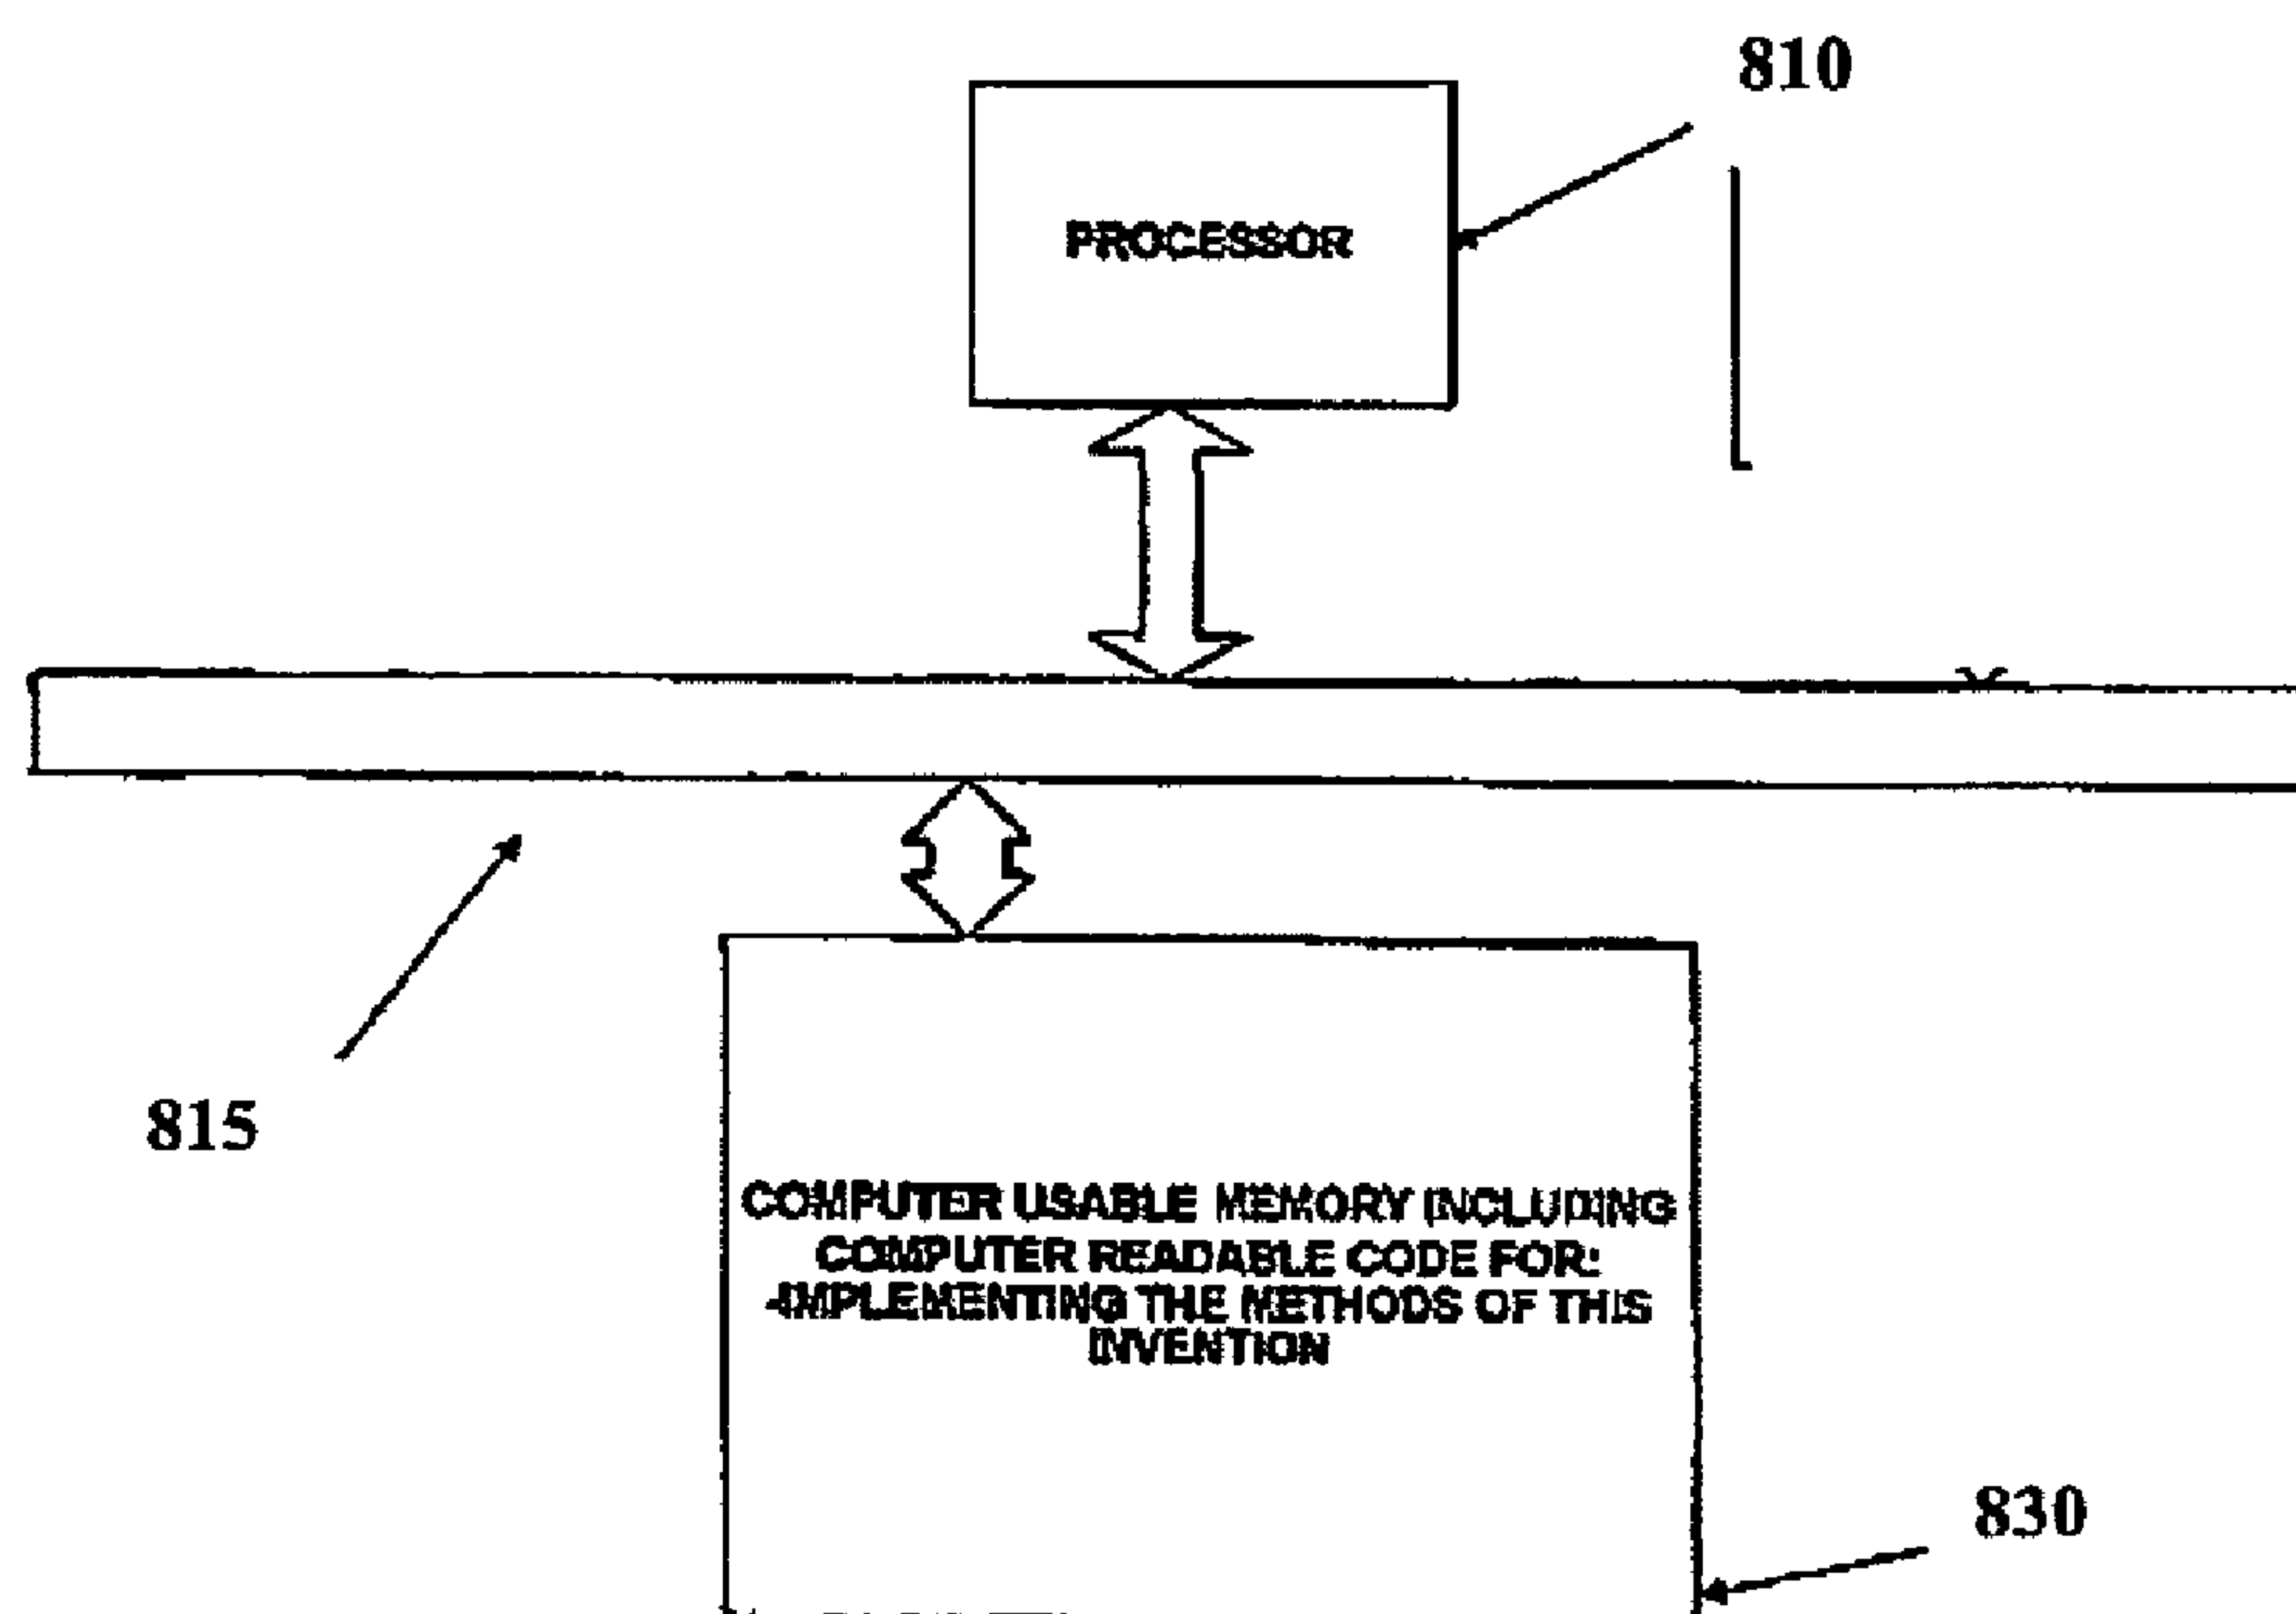 810
PROCESSOR
815
COMPUTER USABLE MEMORY INCLUDING
COMPUTER READABLE CODE FOR:
-IMPLEMENTING THE METHODS OF THIS
INVENTION
830